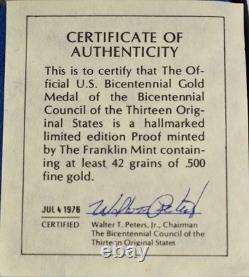 CERTIFICATE OF
AUTHENTICITY
This is to certify that The Of-
ficial U.S. Bicentennial Gold
Medal of the Bicentennial
Council of the Thirteen Orig-
inal States is a hallmarked
limited edition Proof minted
by The Franklin Mint contain-
ing at least 42 grains of .500
fine gold.
JUL 4 1976
Walter Peters
CERTIFIED
Walter T. Peters, Jr., Chairman
The Bicentennial Council of the
Thirteen Original States
ebay